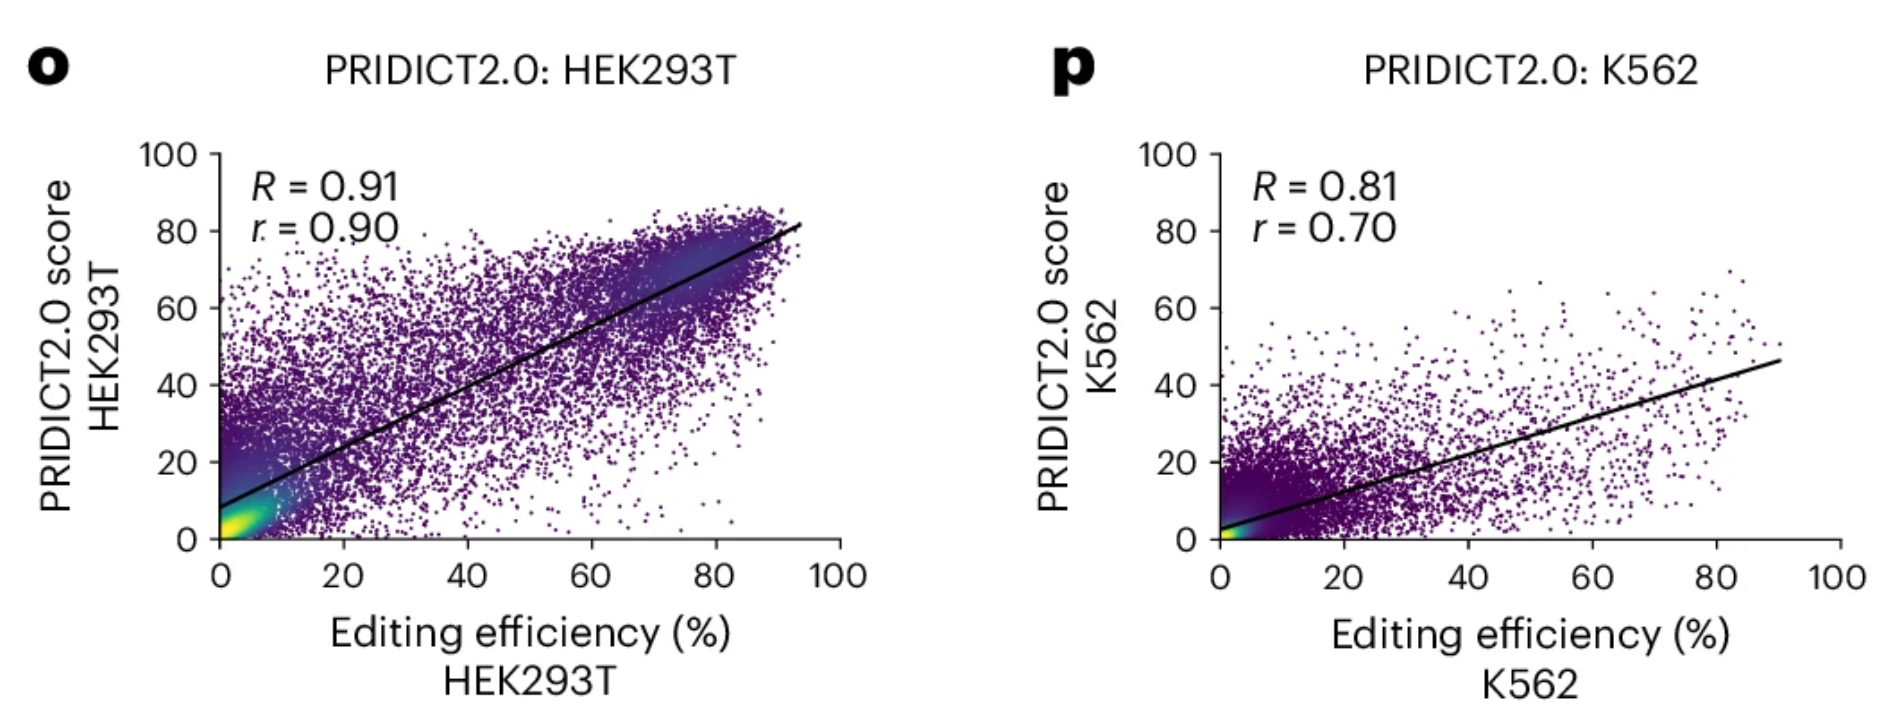 o
PRIDICT2.0: HEK293T
PRIDICT2.0 score
HEK293T
100
80
60
40
20
0
R = 0.91
r = 0.90
0 20 40 60 80 100
Editing efficiency (%)
HEK293T
p
PRIDICT2.0: K562
PRIDICT2.0 score
K562
100
80
60
40
20
0
R = 0.81
r = 0.70
0 20 40 60 80 100
Editing efficiency (%)
K562